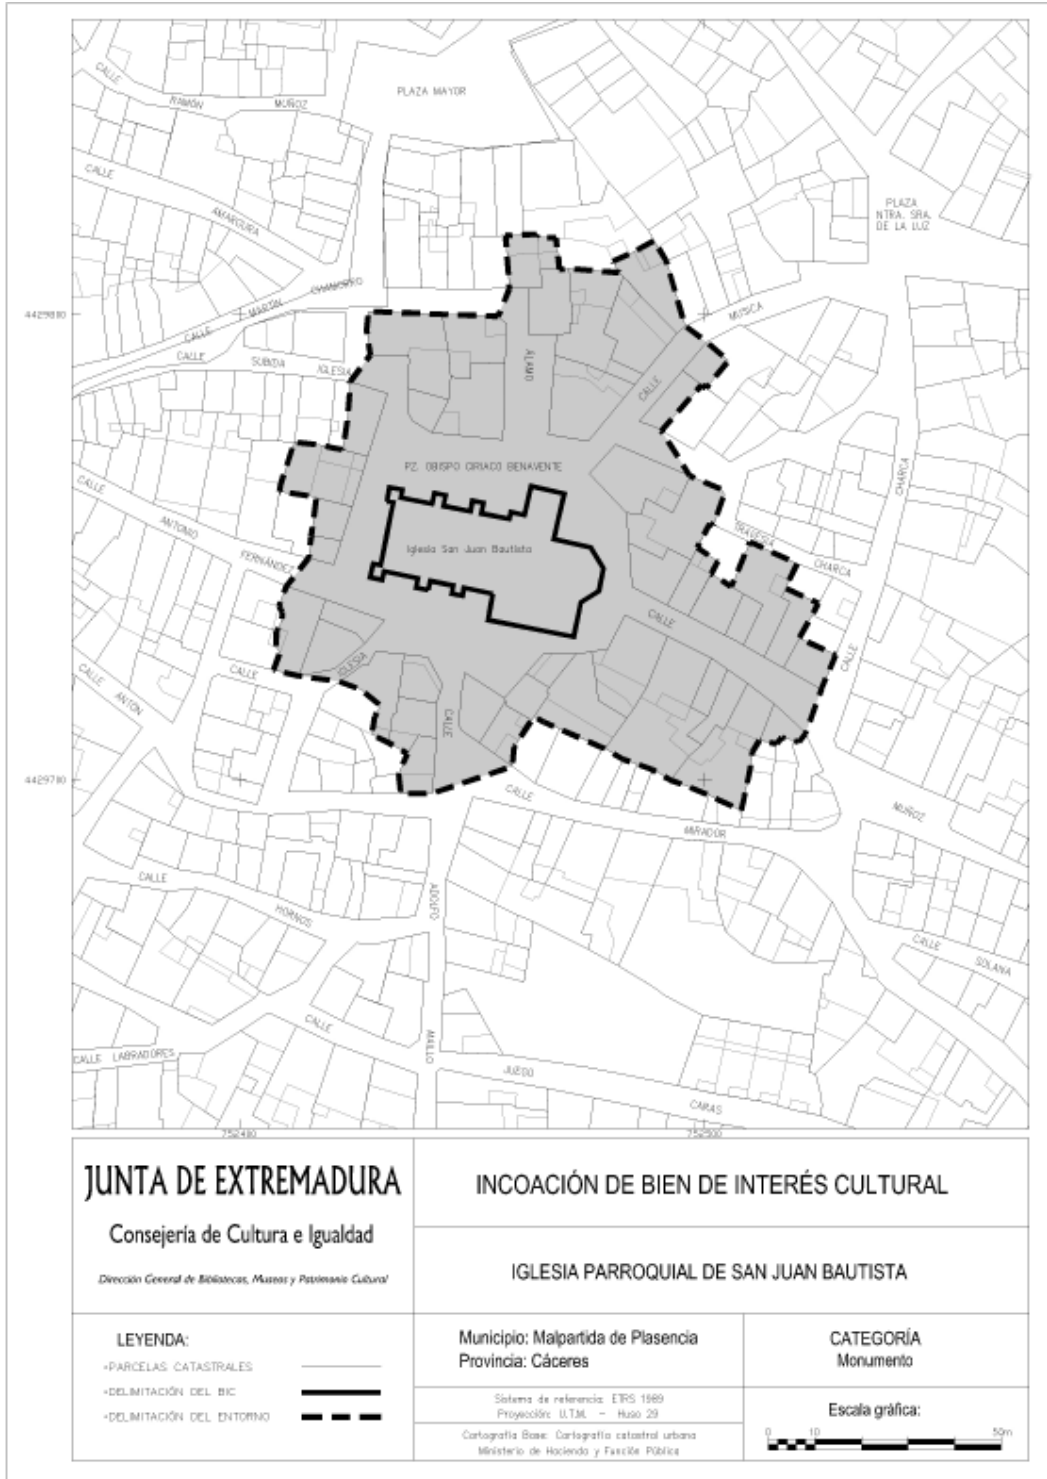 PLAZA MAYOR
CALLE
RAMÓN
MUÑOZ
CALLE
AMARGURA
PLAZA
NTRA. SRA.
DE LA LUZ
CALLE
MARTIN
CHAMORRO
4429800
CALLE
SUBIDA
IGLESIA
MUSICA
CALLE
ALAMO
PZ. OBISPO CIRIACO BENAVENTE
CHARCA
CALLE
ANTONIO
FERNÁNDEZ
Iglesia San Juan Bautista
TRAVESIA
CHARCA
CALLE
CALLE
CALLE
IGLESIA
CALLE
ANTON
CALLE
4429700
CALLE
MIRADOR
MUÑOZ
CALLE
HORNOS
ADOLFO
CALLE
SOLANA
CALLE
MAILLO
CALLE LABRADORES
JUEGO
CAÑAS
752400
752500
JUNTA DE EXTREMADURA
Consejería de Cultura e Igualdad
Dirección General de Bibliotecas, Museos y Patrimonio Cultural
INCOACIÓN DE BIEN DE INTERÉS CULTURAL
IGLESIA PARROQUIAL DE SAN JUAN BAUTISTA
LEYENDA:
-PARCELAS CATASTRALES
-DELIMITACIÓN DEL BIC
-DELIMITACIÓN DEL ENTORNO
Municipio: Malpartida de Plasencia
Provincia: Cáceres
Sistema de referencia: ETRS 1989
Proyección: U.T.M. - Huso 29
Cartografía Base: Cartografía catastral urbana
Ministerio de Hacienda y Función Pública
CATEGORÍA
Monumento
Escala gráfica:
0 10 50m